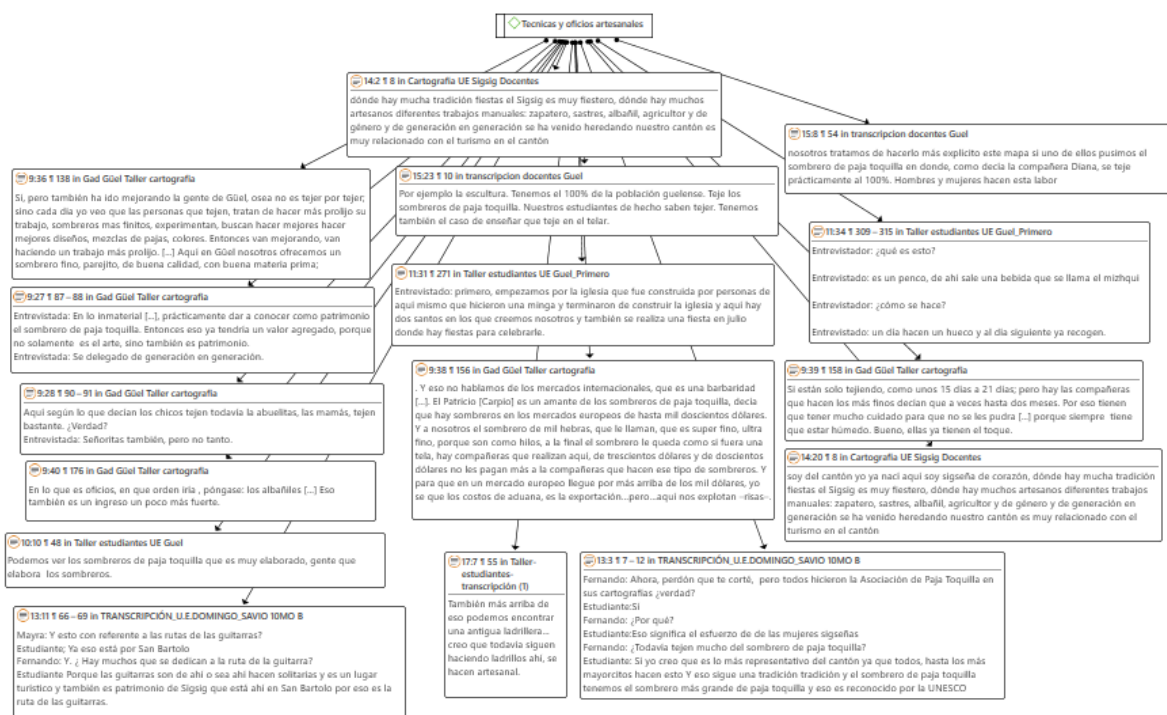 Tecnicas y oficios artesanales
14:2 ¶ 8 in Cartografia UE Sigsig Docentes
dónde hay mucha tradición fiestas el Sigsig es muy fiestero, dónde hay muchos
artesanos diferentes trabajos manuales: zapatero, sastres, albañil, agricultor y de
género y de generación en generación se ha venido heredando nuestro cantón es
muy relacionado con el turismo en el cantón
15:8 ¶ 54 in transcripcion docentes Guel
nosotros tratamos de hacerlo más explicito este mapa si uno de ellos pusimos el
sombrero de paja toquilla en donde, como decía la compañera Diana, se teje
prácticamente al 100%. Hombres y mujeres hacen esta labor
9:36 ¶ 138 in Gad Güel Taller cartografia
Sí, pero también ha ido mejorando la gente de Güel, osea no es tejer por tejer,
sino cada dia yo veo que las personas que tejen, tratan de hacer más prolijo su
trabajo, sombreros mas finitos, experimentan, buscan hacer mejores hacer
mejores diseños, mezclas de pajas, colores. Entonces van mejorando, van
haciendo un trabajo más prolijo. [...] Aqui en Güel nosotros ofrecemos un
sombrero fino, parejito, de buena calidad, con buena materia prima;
15:23 ¶ 10 in transcripcion docentes Guel
Por ejemplo la escultura. Tenemos el 100% de la población guelense. Teje los
sombreros de paja toquilla. Nuestros estudiantes de hecho saben tejer. Tenemos
también el caso de enseñar que teje en el telar.
11:34 ¶ 309 – 315 in Taller estudiantes UE Guel_Primero
Entrevistador: ¿qué es esto?
Entrevistado: es un penco, de ahi sale una bebida que se llama el mizhqui
Entrevistador: ¿cómo se hace?
Entrevistado: un dia hacen un hueco y al dia siguiente ya recogen.
11:31 ¶ 271 in Taller estudiantes UE Guel_Primero
Entrevistado: primero, empezamos por la iglesia que fue construida por personas de
aqui mismo que hicieron una minga y terminaron de construir la iglesia y aqui hay
dos santos en los que creemos nosotros y también se realiza una fiesta en julio
donde hay fiestas para celebrarle.
9:27 ¶ 87 – 88 in Gad Güel Taller cartografia
Entrevistada: En lo inmaterial [...], prácticamente dar a conocer como patrimonio
el sombrero de paja toquilla. Entonces eso ya tendria un valor agregado, porque
no solamente es el arte, sino también es patrimonio.
Entrevistada: Se delegado de generación en generación.
9:38 ¶ 156 in Gad Güel Taller cartografia
. Y eso no hablamos de los mercados internacionales, que es una barbaridad
[...]. El Patricio [Carpio] es un amante de los sombreros de paja toquilla, decia
que hay sombreros en los mercados europeos de hasta mil doscientos dólares.
Y a nosotros el sombrero de mil hebras, que le llaman, que es super fino, ultra
fino, porque son como hilos, a la final el sombrero le queda como si fuera una
tela, hay compañeras que realizan aqui, de trescientos dólares y de doscientos
dólares no les pagan más a la compañeras que hacen ese tipo de sombreros. Y
para que en un mercado europeo llegue por más arriba de los mil dólares, yo
se que los costos de aduana, es la exportación...pero...aqui nos explotan –risas–.
9:39 ¶ 158 in Gad Güel Taller cartografia
Si están solo tejiendo, como unos 15 dias a 21 dias; pero hay las compañeras
que hacen los más finos decian que a veces hasta dos meses. Por eso tienen
que tener mucho cuidado para que no se les pudra [...] porque siempre tiene
que estar húmedo. Bueno, ellas ya tienen el toque.
9:28 ¶ 90 – 91 in Gad Güel Taller cartografia
Aqui según lo que decian los chicos tejen todavia la abuelitas, las mamás, tejen
bastante. ¿Verdad?
Entrevistada: Señoritas también, pero no tanto.
14:20 ¶ 8 in Cartografia UE Sigsig Docentes
soy del cantón yo ya naci aqui soy sigseña de corazón, dónde hay mucha tradición
fiestas el Sigsig es muy fiestero, dónde hay muchos artesanos diferentes trabajos
manuales: zapatero, sastres, albañil, agricultor y de género y de generación en
generación se ha venido heredando nuestro cantón es muy relacionado con el
turismo en el cantón
9:40 ¶ 176 in Gad Güel Taller cartografia
En lo que es oficios, en que orden iria , póngase: los albañiles [...] Eso
también es un ingreso un poco más fuerte.
10:10 ¶ 48 in Taller estudiantes UE Guel
Podemos ver los sombreros de paja toquilla que es muy elaborado, gente que
elabora los sombreros.
17:7 ¶ 55 in Taller-
estudiantes-
transcripción (1)
También más arriba de
eso podemos encontrar
una antigua ladrillera...
creo que todavia siguen
haciendo ladrillos ahí, se
hacen artesanal.
13:3 ¶ 7 – 12 in TRANSCRIPCIÓN_U.E.DOMINGO_SAVIO 10MO B
Fernando: Ahora, perdón que te corté, pero todos hicieron la Asociación de Paja Toquilla en
sus cartografias ¿verdad?
Estudiante:Si
Fernando: ¿Por qué?
Estudiante:Eso significa el esfuerzo de de las mujeres sigseñas
Fernando: ¿Todavia tejen mucho del sombrero de paja toquilla?
Estudiante: Si yo creo que es lo más representativo del cantón ya que todos, hasta los más
mayorcitos hacen esto Y eso sigue una tradición tradición y el sombrero de paja toquilla
tenemos el sombrero más grande de paja toquilla y eso es reconocido por la UNESCO
13:11 ¶ 66 – 69 in TRANSCRIPCIÓN_U.E.DOMINGO_SAVIO 10MO B
Mayra: Y esto con referente a las rutas de las guitarras?
Estudiante; Ya eso está por San Bartolo
Fernando: Y. ¿ Hay muchos que se dedican a la ruta de la guitarra?
Estudiante Porque las guitarras son de ahi o sea ahi hacen solitarias y es un lugar
turistico y también es patrimonio de Sigsig que está ahi en San Bartolo por eso es la
ruta de las guitarras.